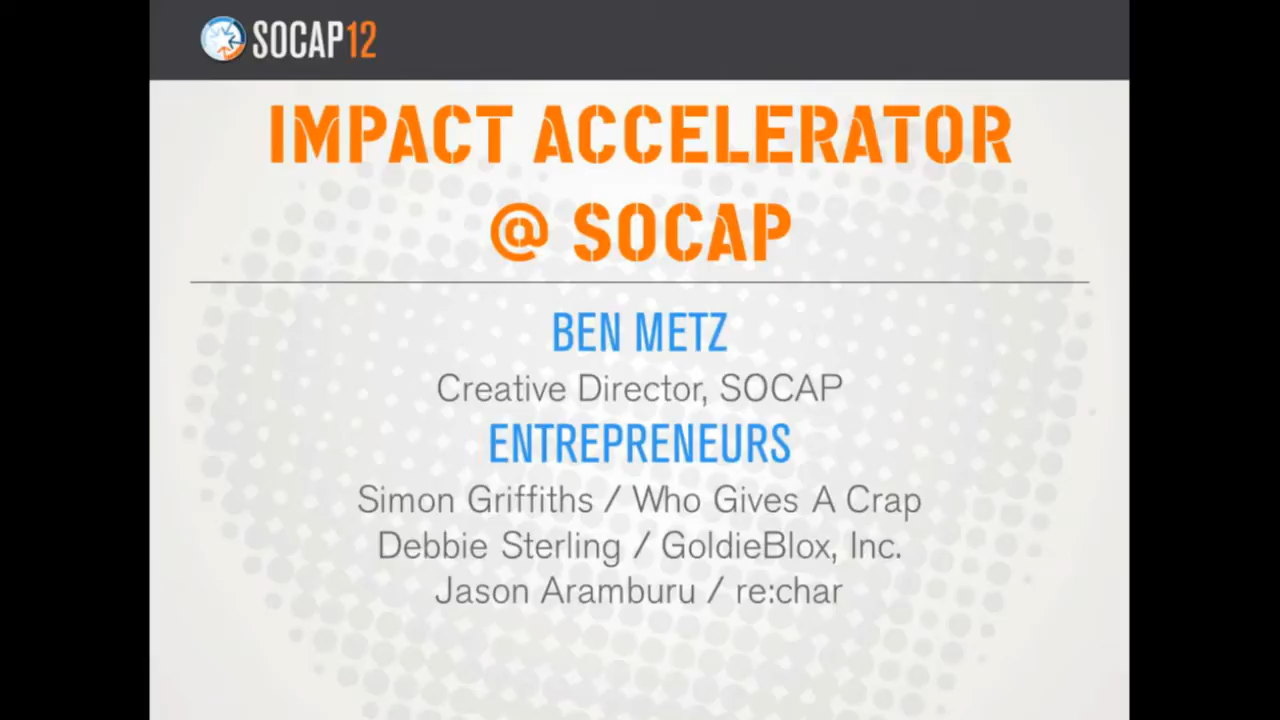 SOCAP12
IMPACT ACCELERATOR
@ SOCAP
BEN METZ
Creative Director, SOCAP
ENTREPRENEURS
Simon Griffiths / Who Gives A Crap
Debbie Sterling / GoldieBlox, Inc.
Jason Aramburu / re:char